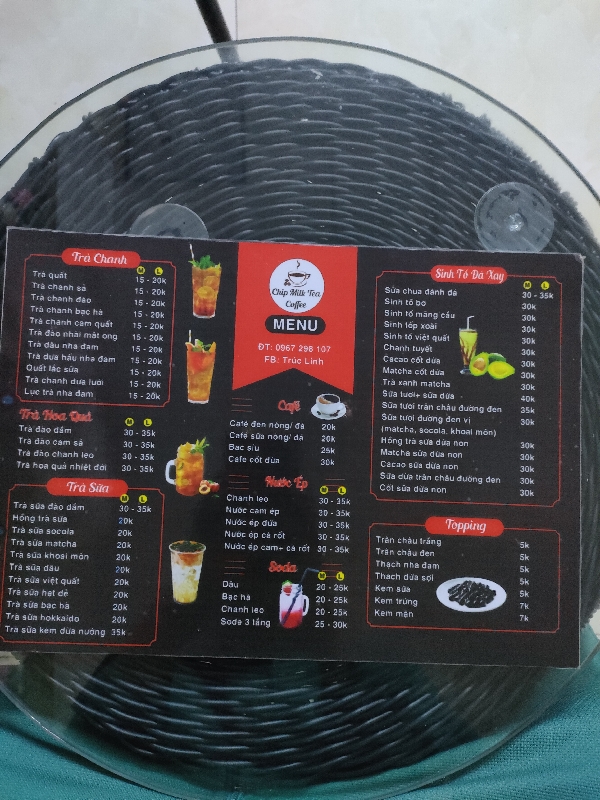 Trà Chanh
M L
Trà quất 15 - 20k
Trà chanh sả 15 - 20k
Trà chanh đào 15 - 20k
Trà chanh bạc hà 15 - 20k
Trà chanh cam quất 15 - 20k
Trà đào nhài mật ong 15 - 20k
Trà dâu nha đam 15 - 20k
Trà dưa hấu nha đam 15 - 20k
Quất lắc sữa 15 - 20k
Trà chanh dưa lưới 15 - 20k
Lục trà nha đam 15 - 20k
Trà Hoa Quả
M L
Trà đào dầm 30 - 35k
Trà đào cam sả 30 - 35k
Trà đào chanh leo 30 - 35k
Trà hoa quả nhiệt đới 30 - 35k
Trà Sữa
M L
Trà sữa đào dầm 30 - 35k
Hồng trà sữa 20k
Trà sữa socola 20k
Trà sữa matcha 20k
Trà sữa khoai môn 20k
Trà sữa dâu 20k
Trà sữa việt quất 20k
Trà sữa hạt dẻ 20k
Trà sữa bạc hà 20k
Trà sữa hokkaido 20k
Trà sữa kem dừa nướng 35k
Chip Milk Tea
Coffee
MENU
ĐT: 0967 298 107
FB: Trúc Linh
Café
Café đen nóng/ đá 20k
Café sữa nóng/ đá 20k
Bạc sỉu 25k
Cafe cốt dừa 30k
Nước Ép
M L
Chanh leo 30 - 35k
Nước cam ép 30 - 35k
Nước ép dứa 30 - 35k
Nước ép cà rốt 30 - 35k
Nước ép cam+ cà rốt 30 - 35k
Soda
M L
Dâu 20 - 25k
Bạc hà 20 - 25k
Chanh leo 20 - 25k
Soda 3 tầng 25 - 30k
Sinh Tố Đá Xay
M L
Sữa chua đánh đá 30 - 35k
Sinh tố bơ 30k
Sinh tố mãng cầu 30k
Sinh tốp xoài 30k
Sinh tố việt quất 30k
Chanh tuyết 30k
Cacao cốt dừa 30k
Matcha cốt dừa 30k
Trà xanh matcha 30k
Sữa tươi+ sữa dừa 40k
Sữa tươi trân châu đường đen 35k
Sữa tươi đường đen vị 30k
(matcha, socola, khoai môn)
Hồng trà sữa dừa non 30k
Matcha sữa dừa non 30k
Cacao sữa dừa non 30k
Sữa dừa trân châu đường đen 30k
Cốt sữa dừa non 30k
Topping
Trân châu trắng 5k
Trân châu đen 5k
Thạch nha đam 5k
Thạch dừa sợi 5k
Kem sữa 5k
Kem trứng 7k
Kem mặn 7k